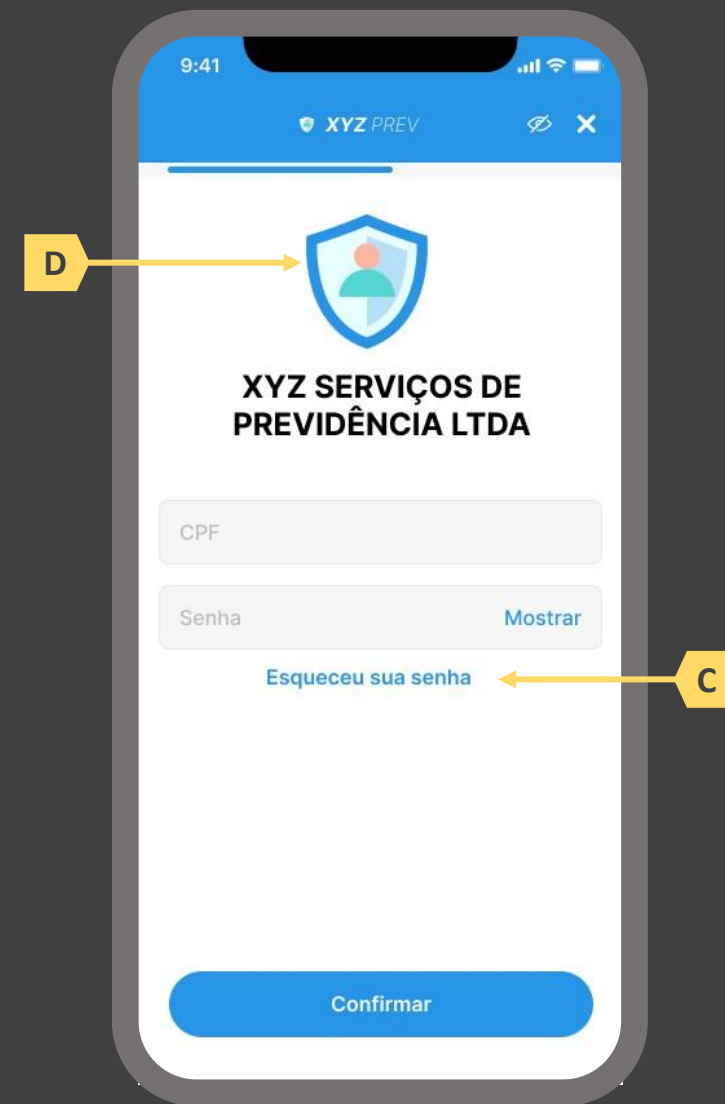 9:41
XYZ PREV
D
XYZ SERVIÇOS DE
PREVIDÊNCIA LTDA
CPF
Senha Mostrar
Esqueceu sua senha
C
Confirmar